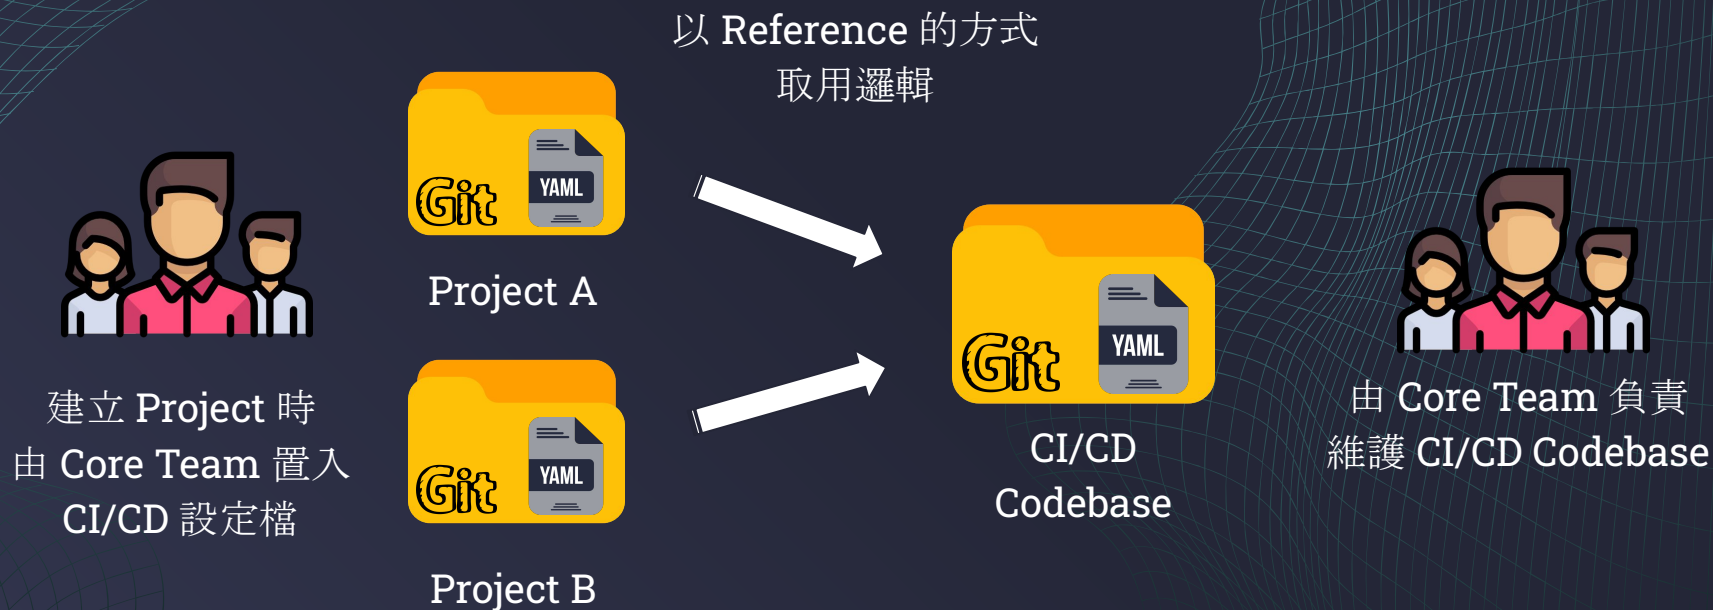 以 Reference 的方式
取用邏輯
建立 Project 時
由 Core Team 置入
CI/CD 設定檔
Git
YAML
Project A
Git
YAML
Project B
Git
YAML
CI/CD
Codebase
由 Core Team 負責
維護 CI/CD Codebase